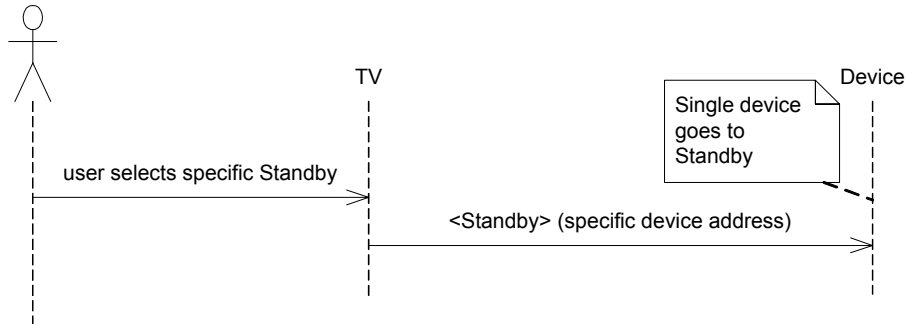 TV
Device
Single device
goes to
Standby
user selects specific Standby
<Standby> (specific device address)